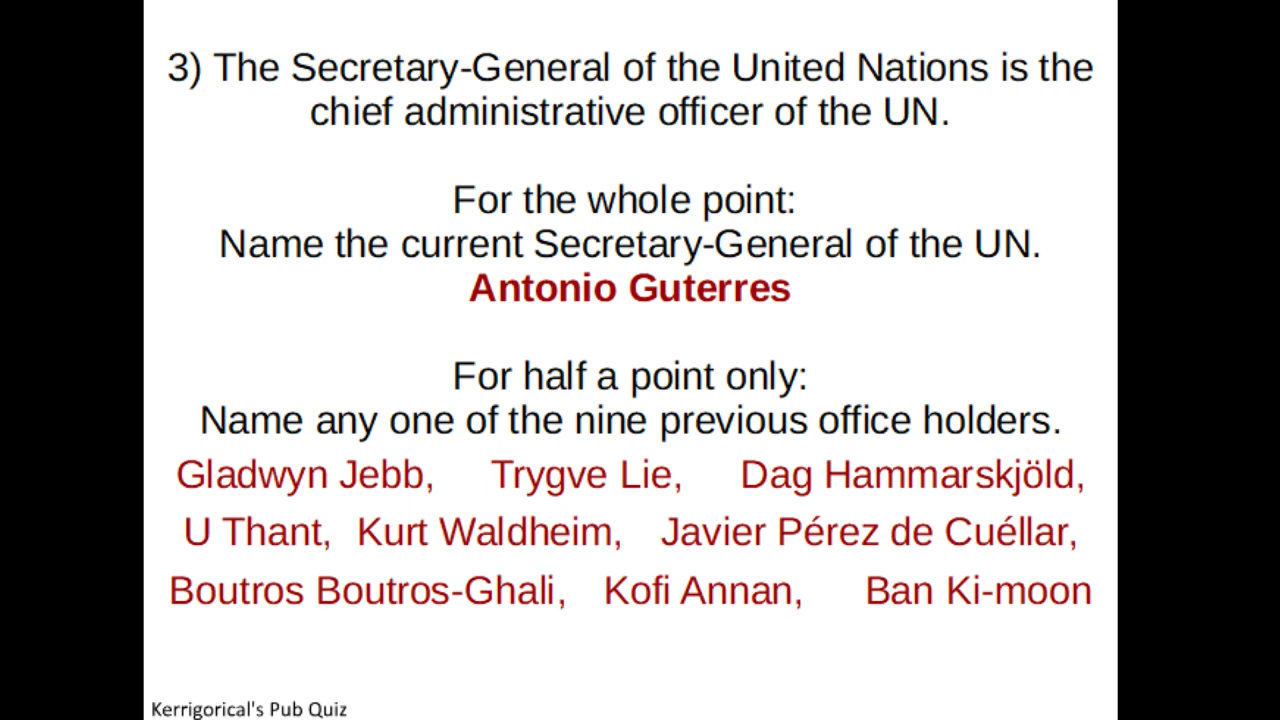 3) The Secretary-General of the United Nations is the
chief administrative officer of the UN.
For the whole point:
Name the current Secretary-General of the UN.
Antonio Guterres
For half a point only:
Name any one of the nine previous office holders.
Gladwyn Jebb, Trygve Lie, Dag Hammarskjöld,
U Thant, Kurt Waldheim, Javier Pérez de Cuéllar,
Boutros Boutros-Ghali, Kofi Annan, Ban Ki-moon
Kerrigorical's Pub Quiz